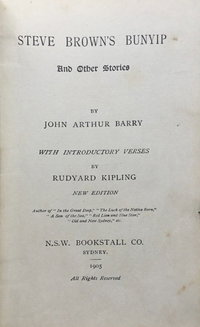 STEVE BROWN'S BUNYIP
And Other Stories
BY
JOHN ARTHUR BARRY
WITH INTRODUCTORY VERSES
BY
RUDYARD KIPLING
NEW EDITION
Author of "In the Great Deep," "The Luck of the Native Born,"
"A Son of the Sea," "Red Lion and Blue Star,"
"Old and New Sydney," etc.
N.S.W. BOOKSTALL CO.
SYDNEY.
1905
All Rights Reserved